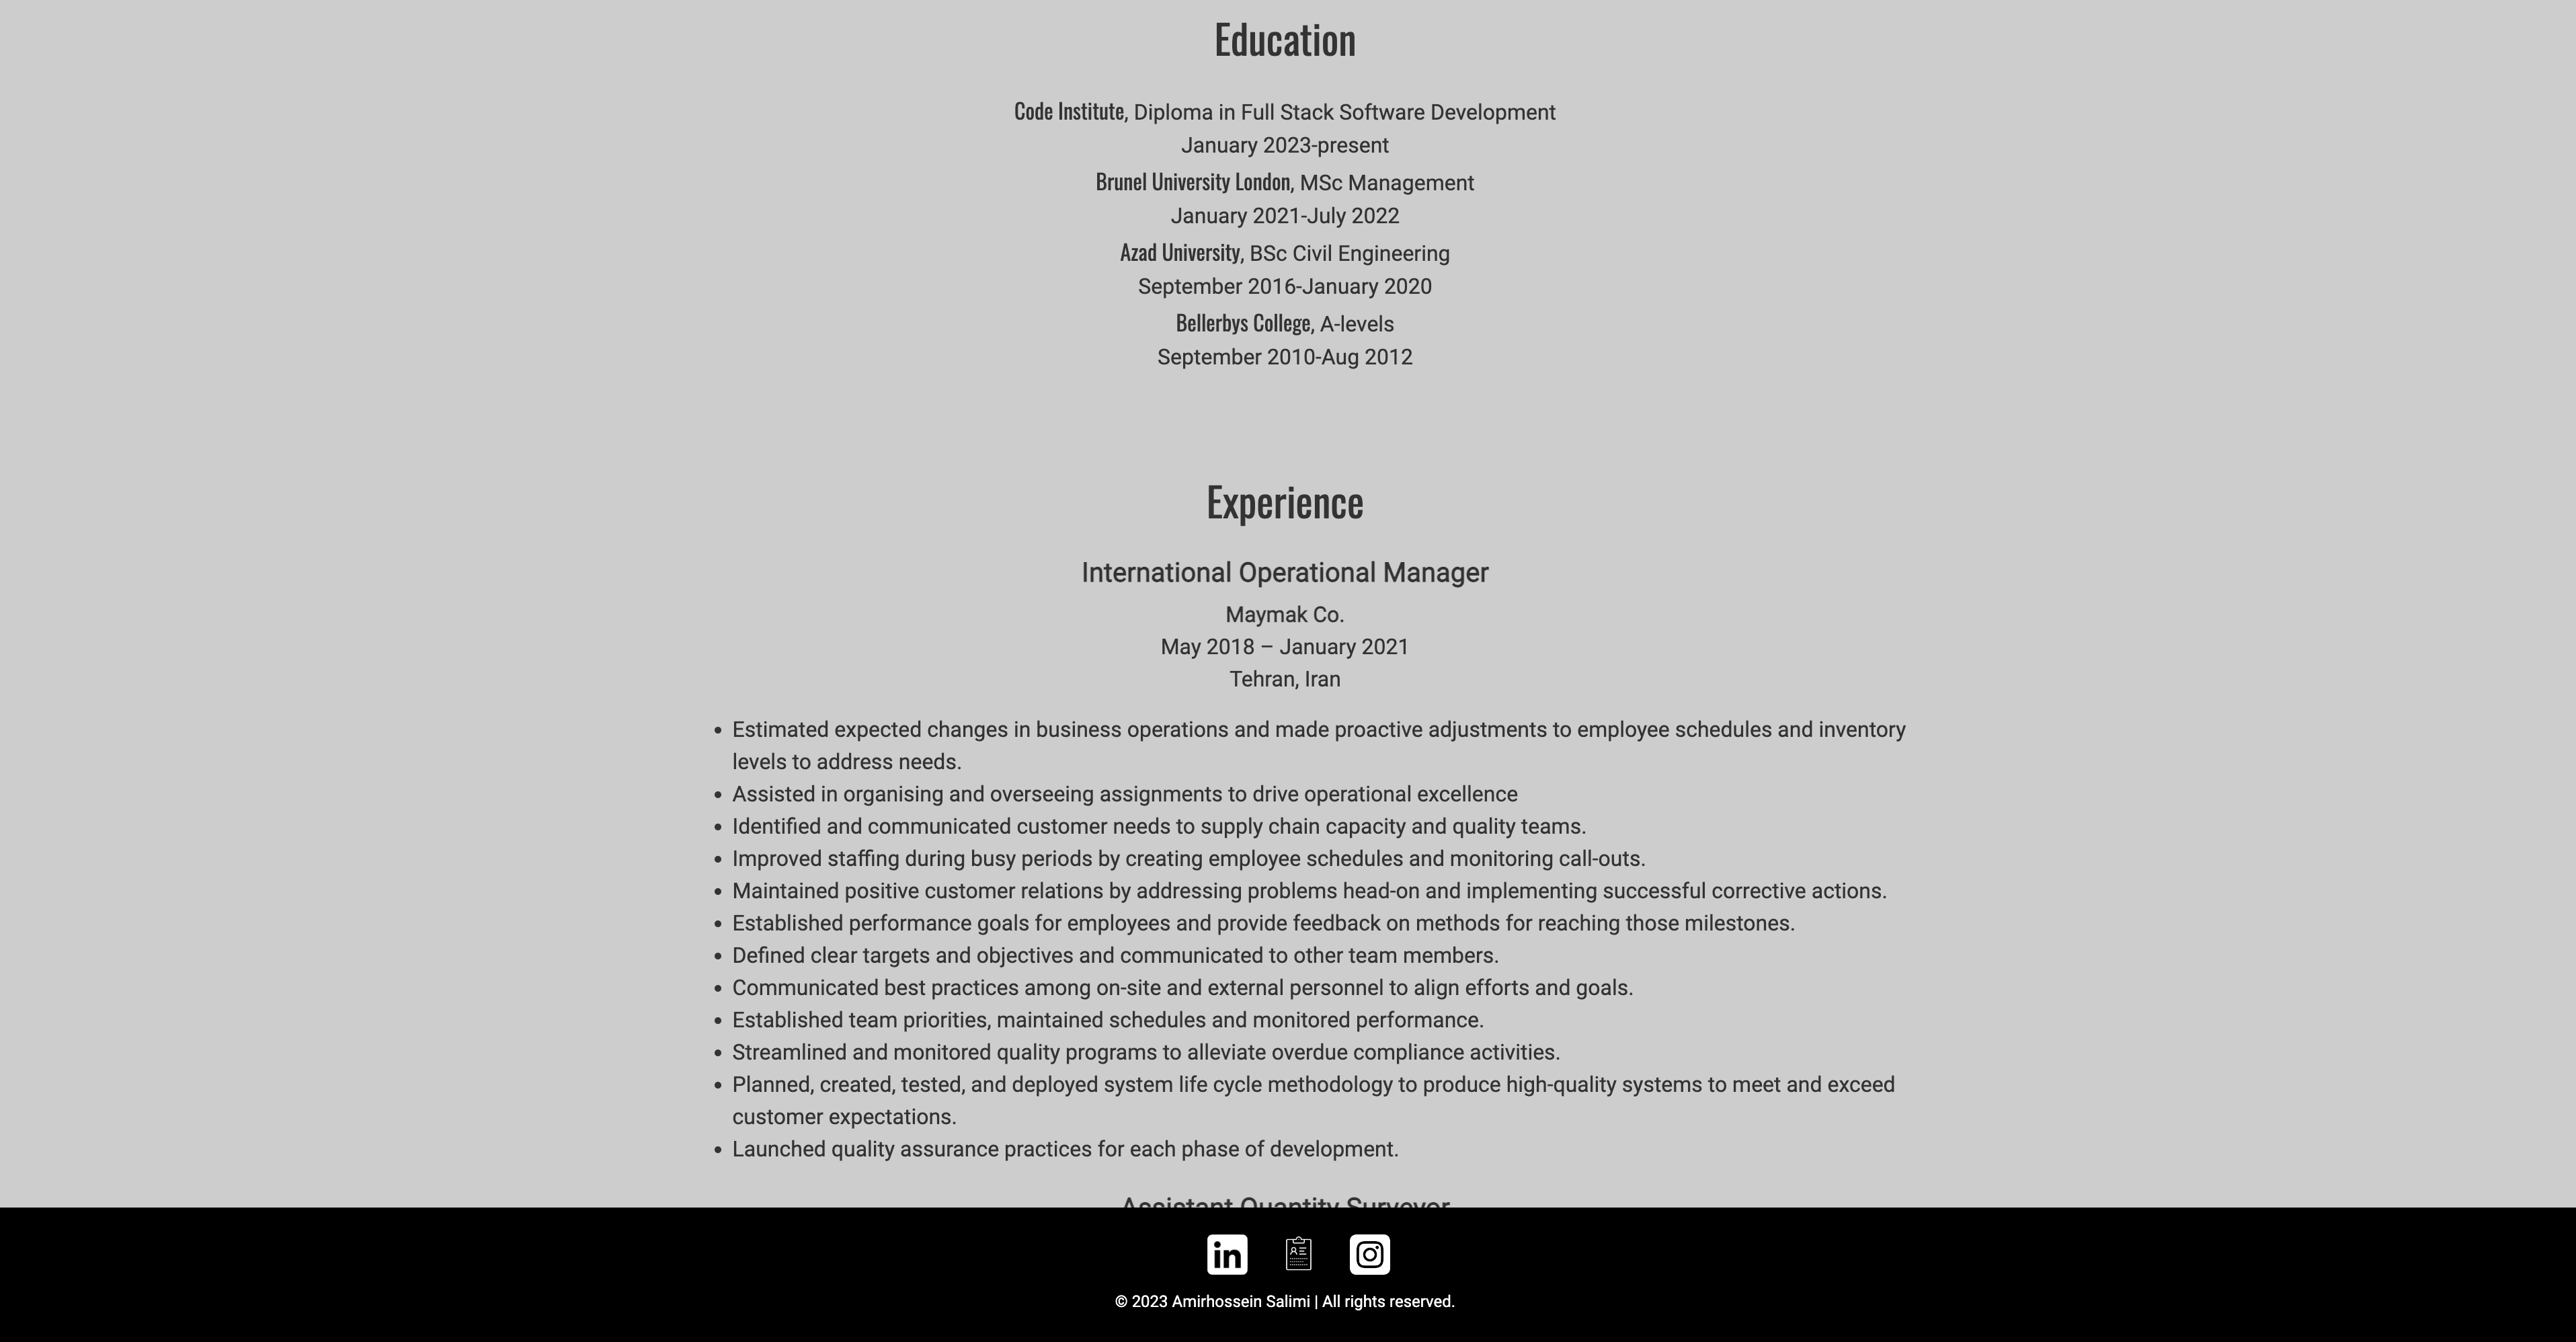 Education
Code Institute, Diploma in Full Stack Software Development
January 2023-present
Brunel University London, MSc Management
January 2021-July 2022
Azad University, BSc Civil Engineering
September 2016-January 2020
Bellerbys College, A-levels
September 2010-Aug 2012
Experience
International Operational Manager
Maymak Co.
May 2018 – January 2021
Tehran, Iran
• Estimated expected changes in business operations and made proactive adjustments to employee schedules and inventory
levels to address needs.
• Assisted in organising and overseeing assignments to drive operational excellence
• Identified and communicated customer needs to supply chain capacity and quality teams.
• Improved staffing during busy periods by creating employee schedules and monitoring call-outs.
• Maintained positive customer relations by addressing problems head-on and implementing successful corrective actions.
• Established performance goals for employees and provide feedback on methods for reaching those milestones.
• Defined clear targets and objectives and communicated to other team members.
• Communicated best practices among on-site and external personnel to align efforts and goals.
• Established team priorities, maintained schedules and monitored performance.
• Streamlined and monitored quality programs to alleviate overdue compliance activities.
• Planned, created, tested, and deployed system life cycle methodology to produce high-quality systems to meet and exceed
customer expectations.
• Launched quality assurance practices for each phase of development.
Assistant Quantity Surveyor
in
© 2023 Amirhossein Salimi | All rights reserved.